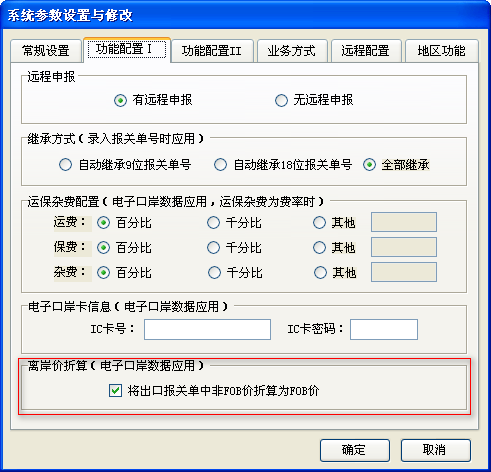 系统参数设置与修改
常规设置 功能配置Ⅰ 功能配置II 业务方式 远程配置 地区功能
远程申报
有远程申报 无远程申报
继承方式(录入报关单号时应用)
自动继承9位报关单号 自动继承18位报关单号 全部继承
运保杂费配置(电子口岸数据应用,运保杂费为费率时)
运费: 百分比 千分比 其他
保费: 百分比 千分比 其他
杂费: 百分比 千分比 其他
电子口岸卡信息(电子口岸数据应用)
IC卡号: IC卡密码:
离岸价折算(电子口岸数据应用)
将出口报关单中非FOB价折算为FOB价
确定 取消